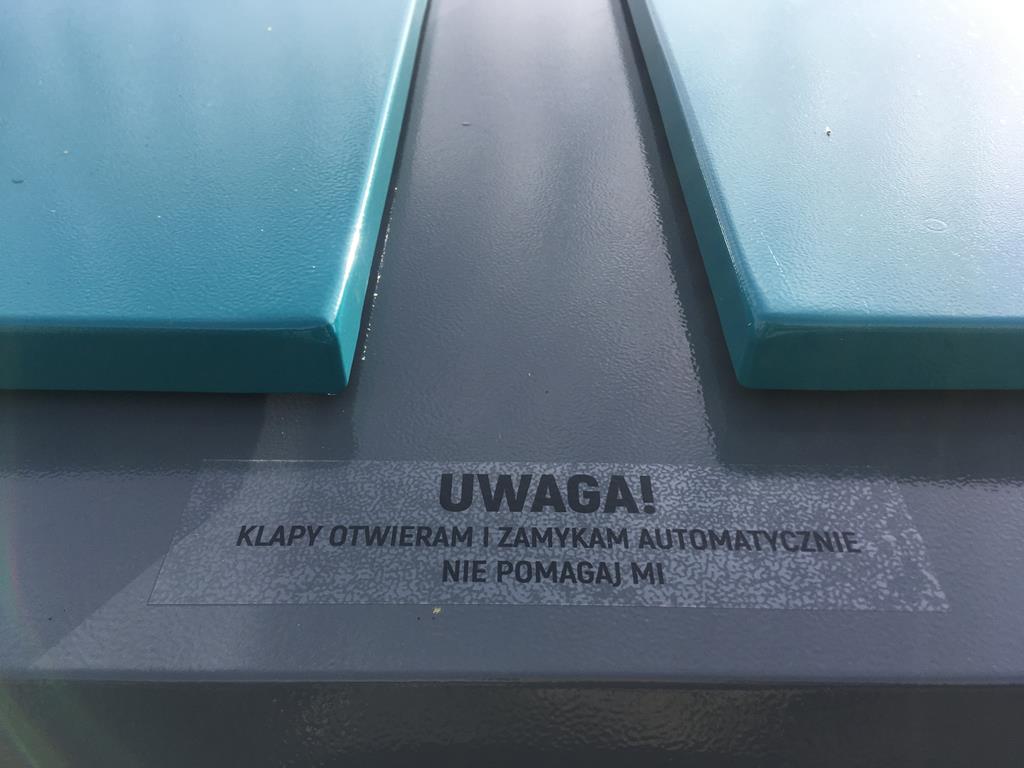 UWAGA!
KLAPY OTWIERAM I ZAMYKAM AUTOMATYCZNIE
NIE POMAGAJ MI